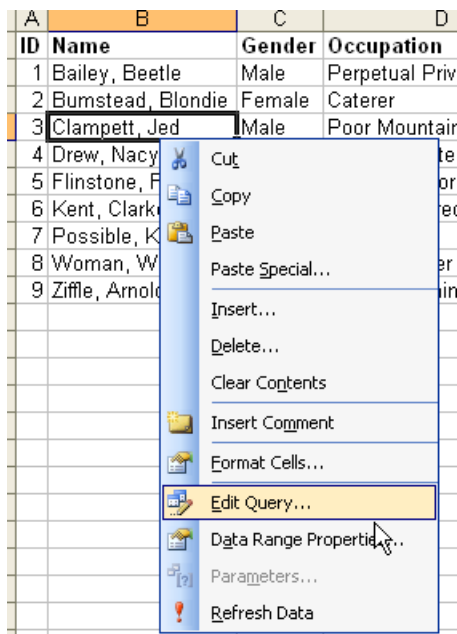 A B C D
ID Name Gender Occupation
1 Bailey, Beetle Male Perpetual Priv
2 Bumstead, Blondie Female Caterer
3 Clampett, Jed Male Poor Mountain
4 Drew, Nacy
5 Flinstone, F
6 Kent, Clark
7 Possible, K
8 Woman, W
9 Ziffle, Arnold
Cut
Copy
Paste
Paste Special...
Insert...
Delete...
Clear Contents
Insert Comment
Format Cells...
Edit Query...
Data Range Properties...
Parameters...
Refresh Data